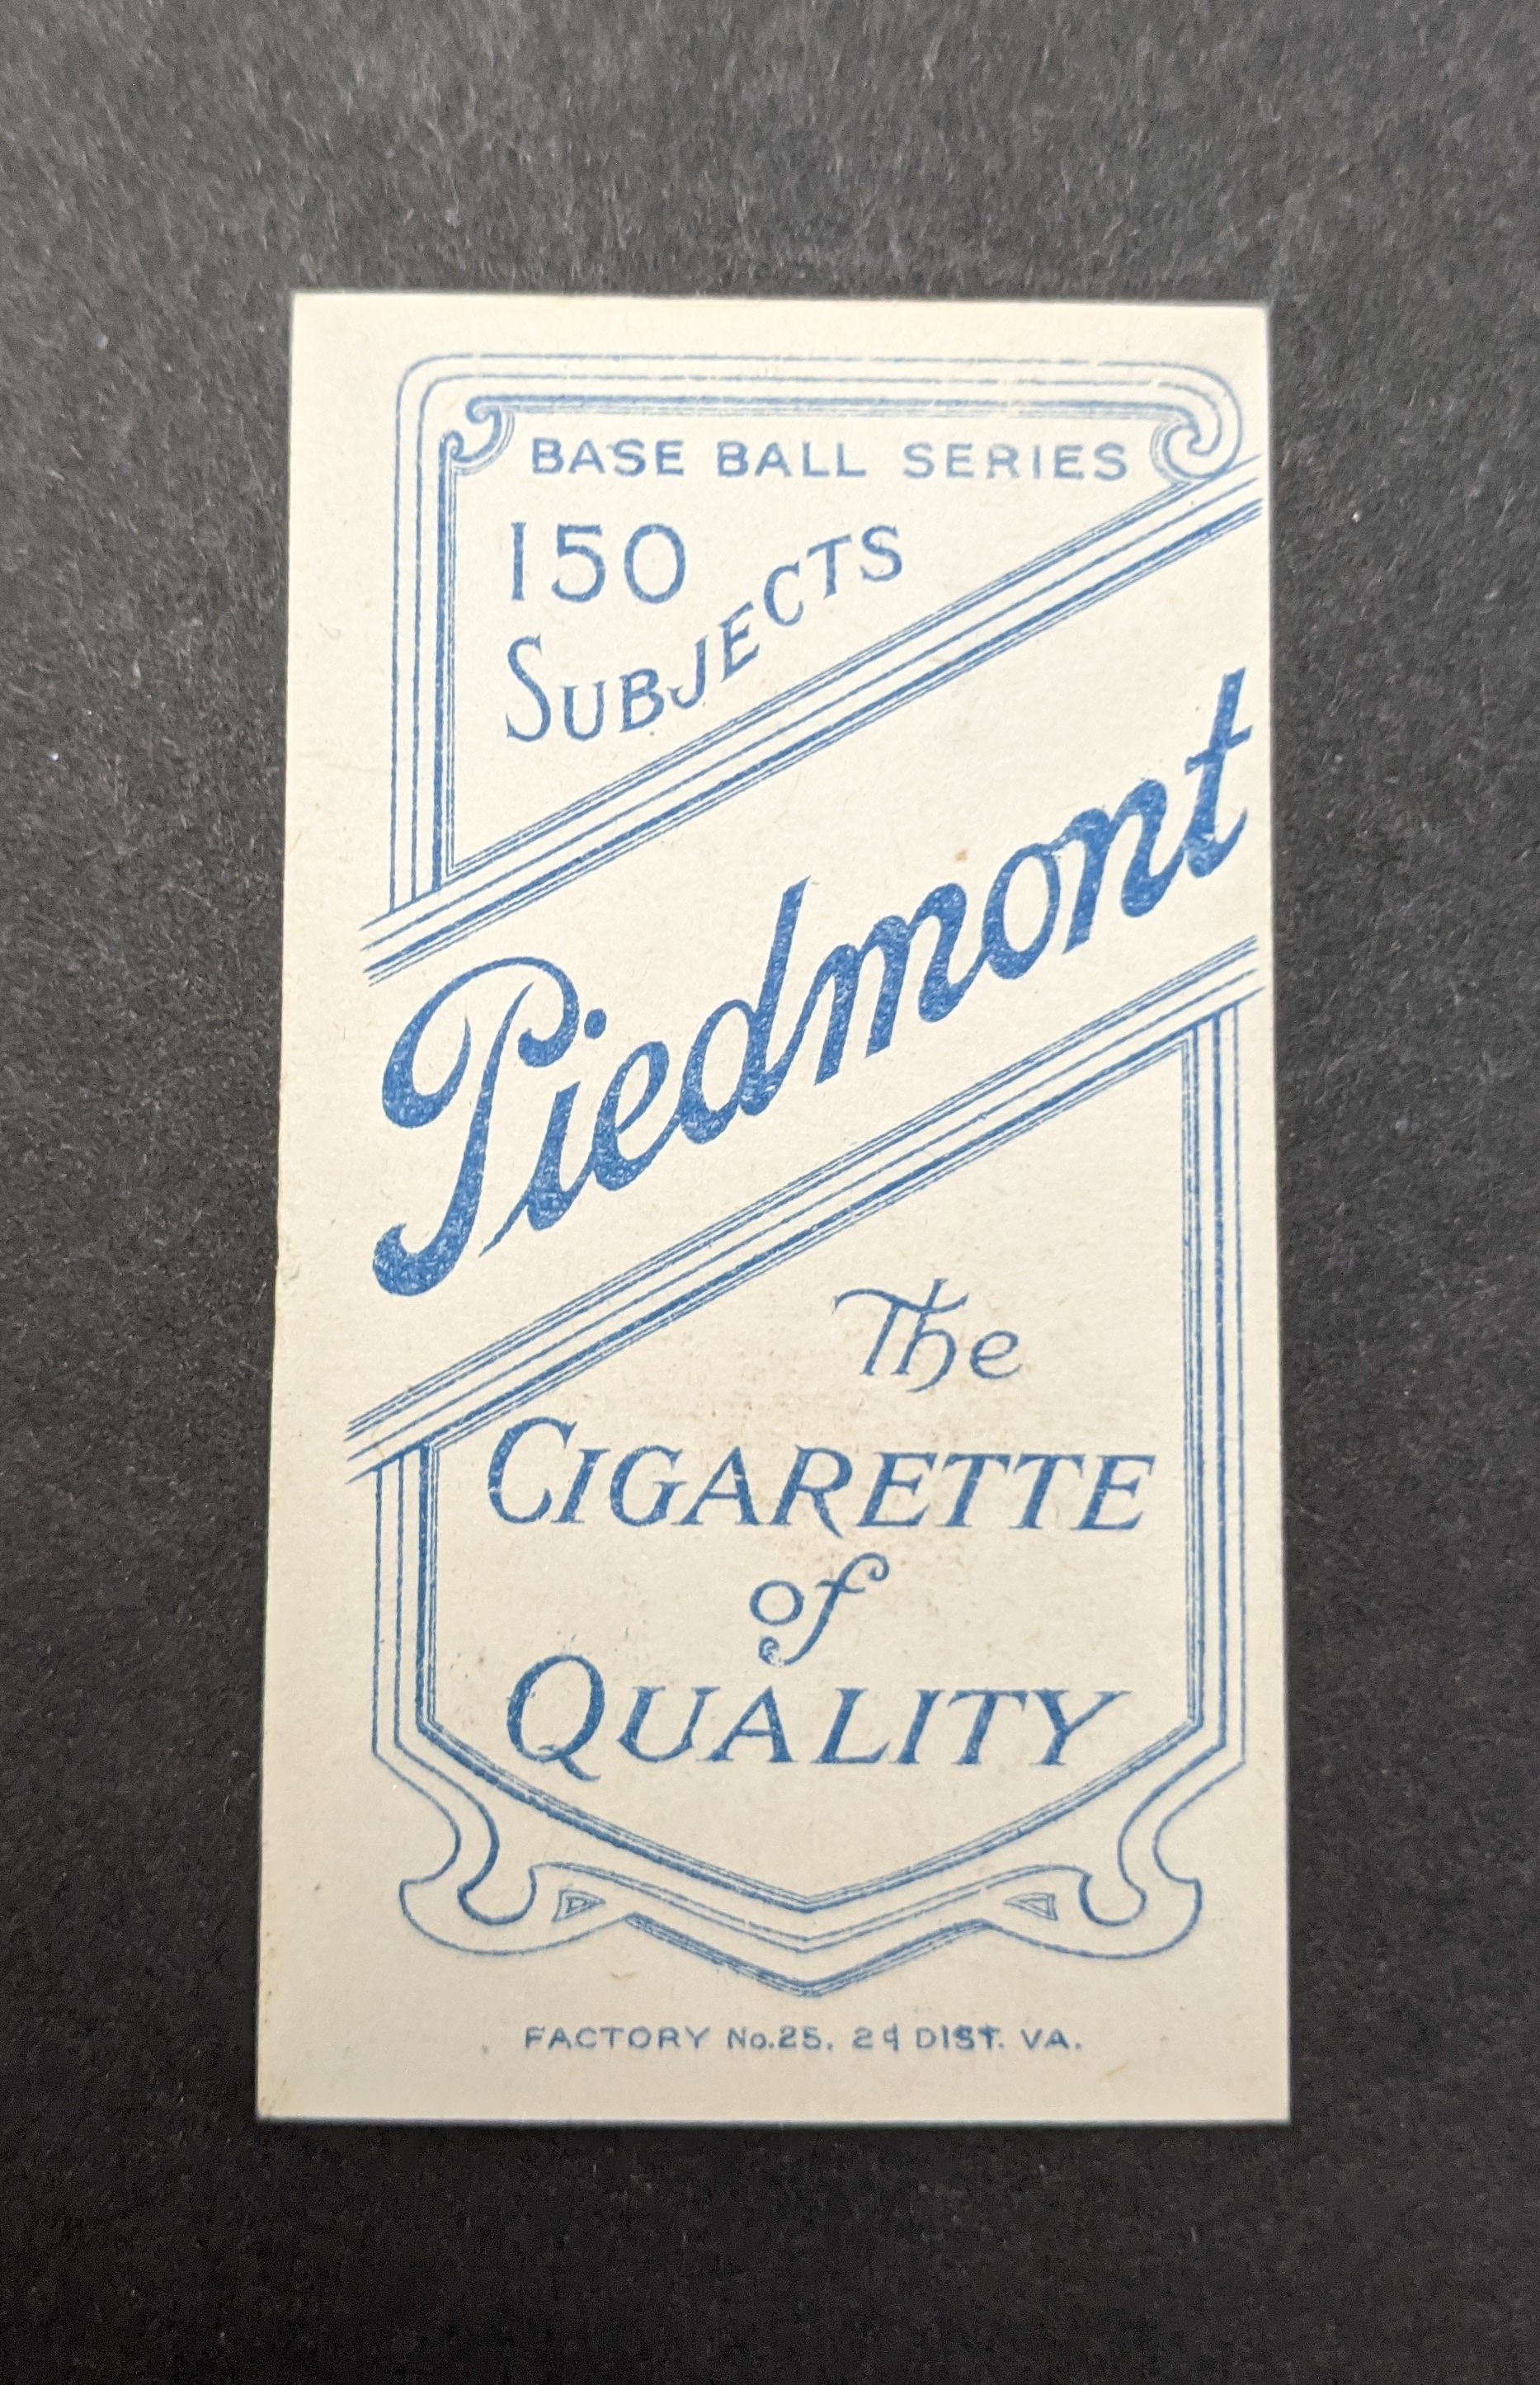 BASE BALL SERIES
150
SUBJECTS
Piedmont
The
CIGARETTE
of
QUALITY
FACTORY No.25. 2d DIST. VA.